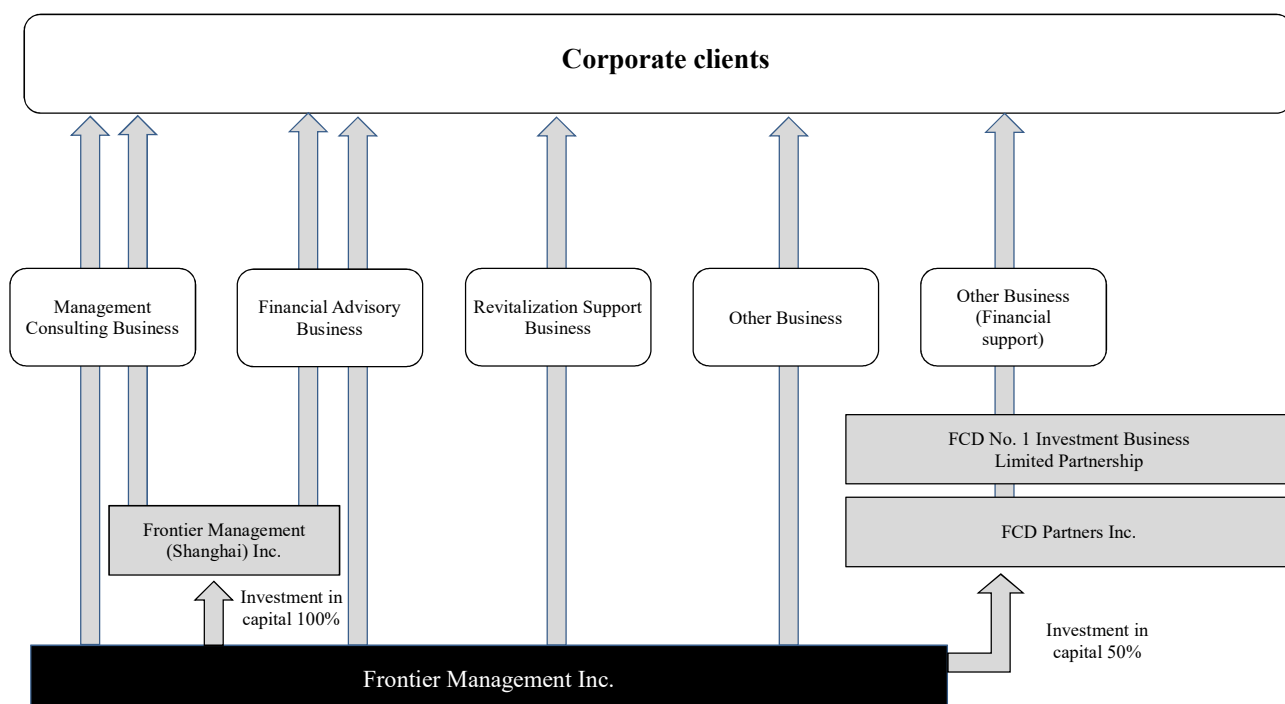 Corporate clients
Management
Consulting Business
Financial Advisory
Business
Revitalization Support
Business
Other Business
Other Business
(Financial
support)
FCD No. 1 Investment Business
Limited Partnership
Frontier Management
(Shanghai) Inc.
FCD Partners Inc.
Investment in
capital 100%
Investment in
capital 50%
Frontier Management Inc.